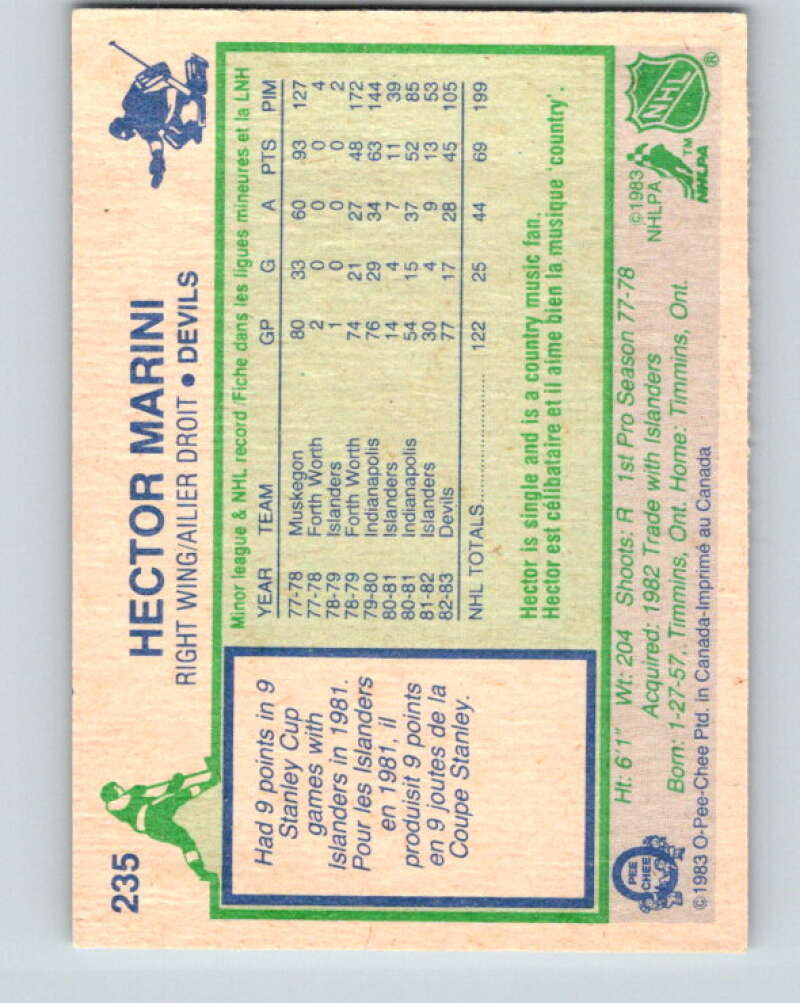 235
HECTOR MARINI
RIGHT WING/AILIER DROIT • DEVILS
Had 9 points in 9
Stanley Cup
games with
Islanders in 1981.
Pour les Islanders
en 1981, il
produisit 9 points
en 9 joutes de la
Coupe Stanley.
Minor league & NHL record/Fiche dans les ligues mineures et la LNH
YEAR TEAM GP G A PTS PIM
77-78 Muskegon 80 33 60 93 127
77-78 Forth Worth 2 0 0 0 4
78-79 Islanders 1 0 0 0 2
78-79 Forth Worth 74 21 27 48 172
79-80 Indianapolis 76 29 34 63 144
80-81 Islanders 14 4 7 11 39
80-81 Indianapolis 54 15 37 52 85
81-82 Islanders 30 4 9 13 53
82-83 Devils 77 17 28 45 105
NHL TOTALS 122 25 44 69 199
Hector is single and is a country music fan.
Hector est célibataire et il aime bien la musique 'country'.
Ht: 6'1" Wt: 204 Shoots: R 1st Pro Season 77-78
Acquired: 1982 Trade with Islanders
Born: 1-27-57, Timmins, Ont. Home: Timmins, Ont.
© 1983 O-Pee-Chee Ptd. in Canada-Imprimé au Canada
O
PEE
CHEE
©1983
NHLPA
NHL
®
TM
NHLPA